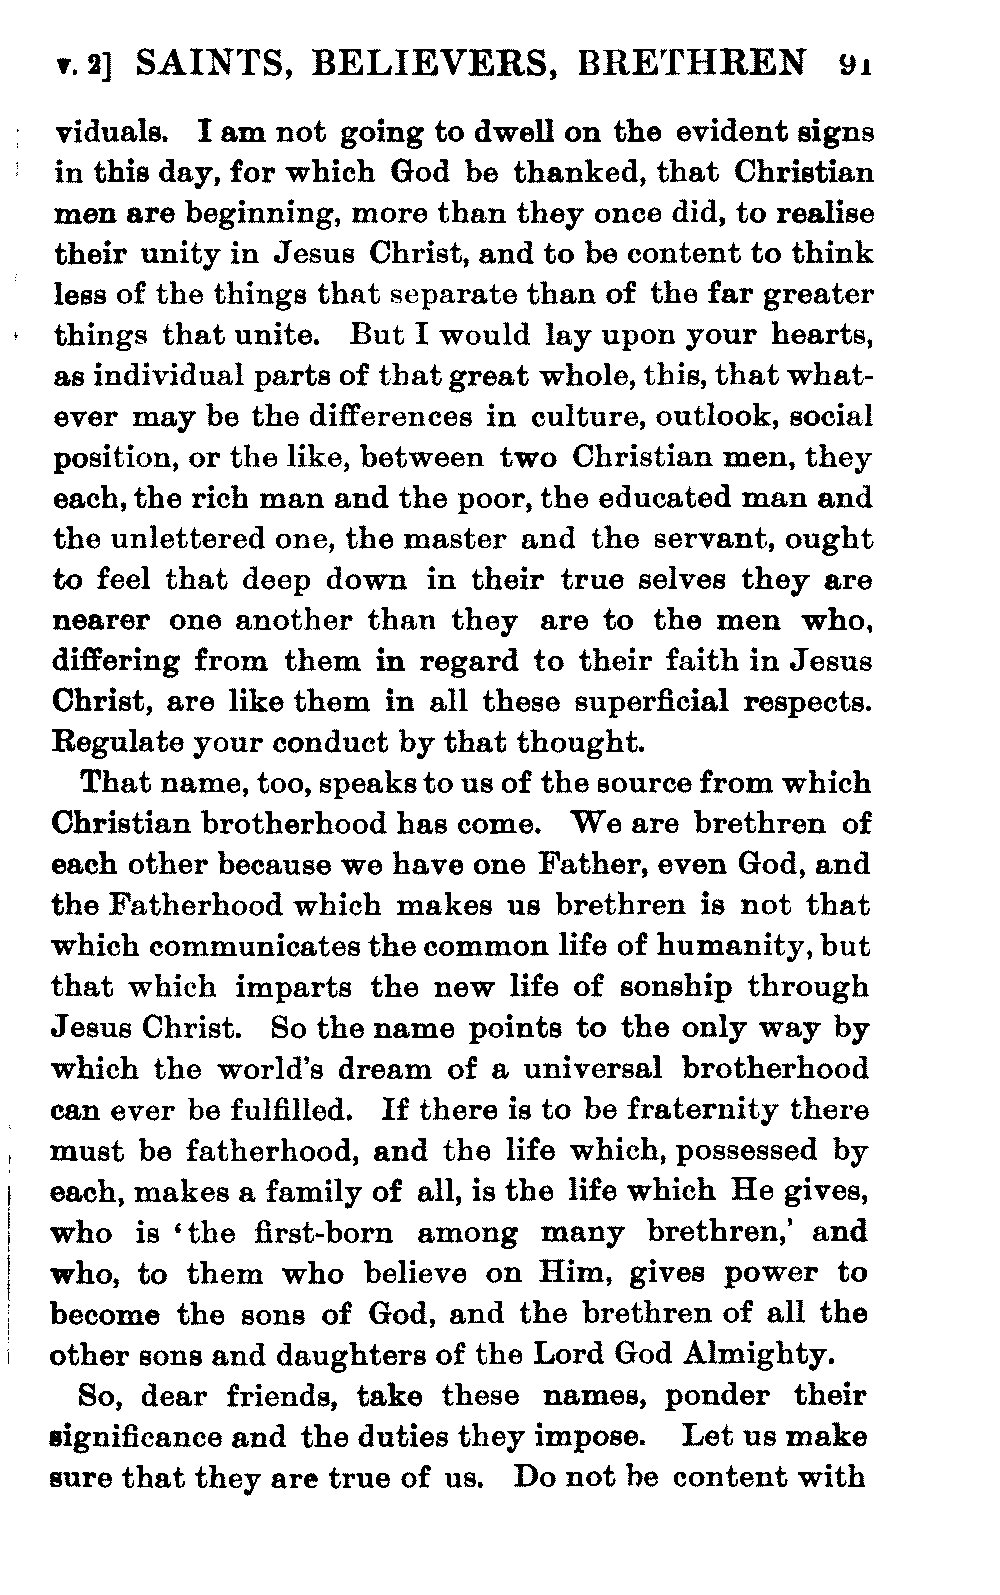 v. 2] SAINTS, BELIEVERS, BRETHREN 91
viduals. I am not going to dwell on the evident signs
in this day, for which God be thanked, that Christian
men are beginning, more than they once did, to realise
their unity in Jesus Christ, and to be content to think
less of the things that separate than of the far greater
things that unite. But I would lay upon your hearts,
as individual parts of that great whole, this, that what-
ever may be the differences in culture, outlook, social
position, or the like, between two Christian men, they
each, the rich man and the poor, the educated man and
the unlettered one, the master and the servant, ought
to feel that deep down in their true selves they are
nearer one another than they are to the men who,
differing from them in regard to their faith in Jesus
Christ, are like them in all these superficial respects.
Regulate your conduct by that thought.
That name, too, speaks to us of the source from which
Christian brotherhood has come. We are brethren of
each other because we have one Father, even God, and
the Fatherhood which makes us brethren is not that
which communicates the common life of humanity, but
that which imparts the new life of sonship through
Jesus Christ. So the name points to the only way by
which the world's dream of a universal brotherhood
can ever be fulfilled. If there is to be fraternity there
must be fatherhood, and the life which, possessed by
each, makes a family of all, is the life which He gives,
who is ‘the first-born among many brethren,’ and
who, to them who believe on Him, gives power to
become the sons of God, and the brethren of all the
other sons and daughters of the Lord God Almighty.
So, dear friends, take these names, ponder their
significance and the duties they impose. Let us make
sure that they are true of us. Do not be content with